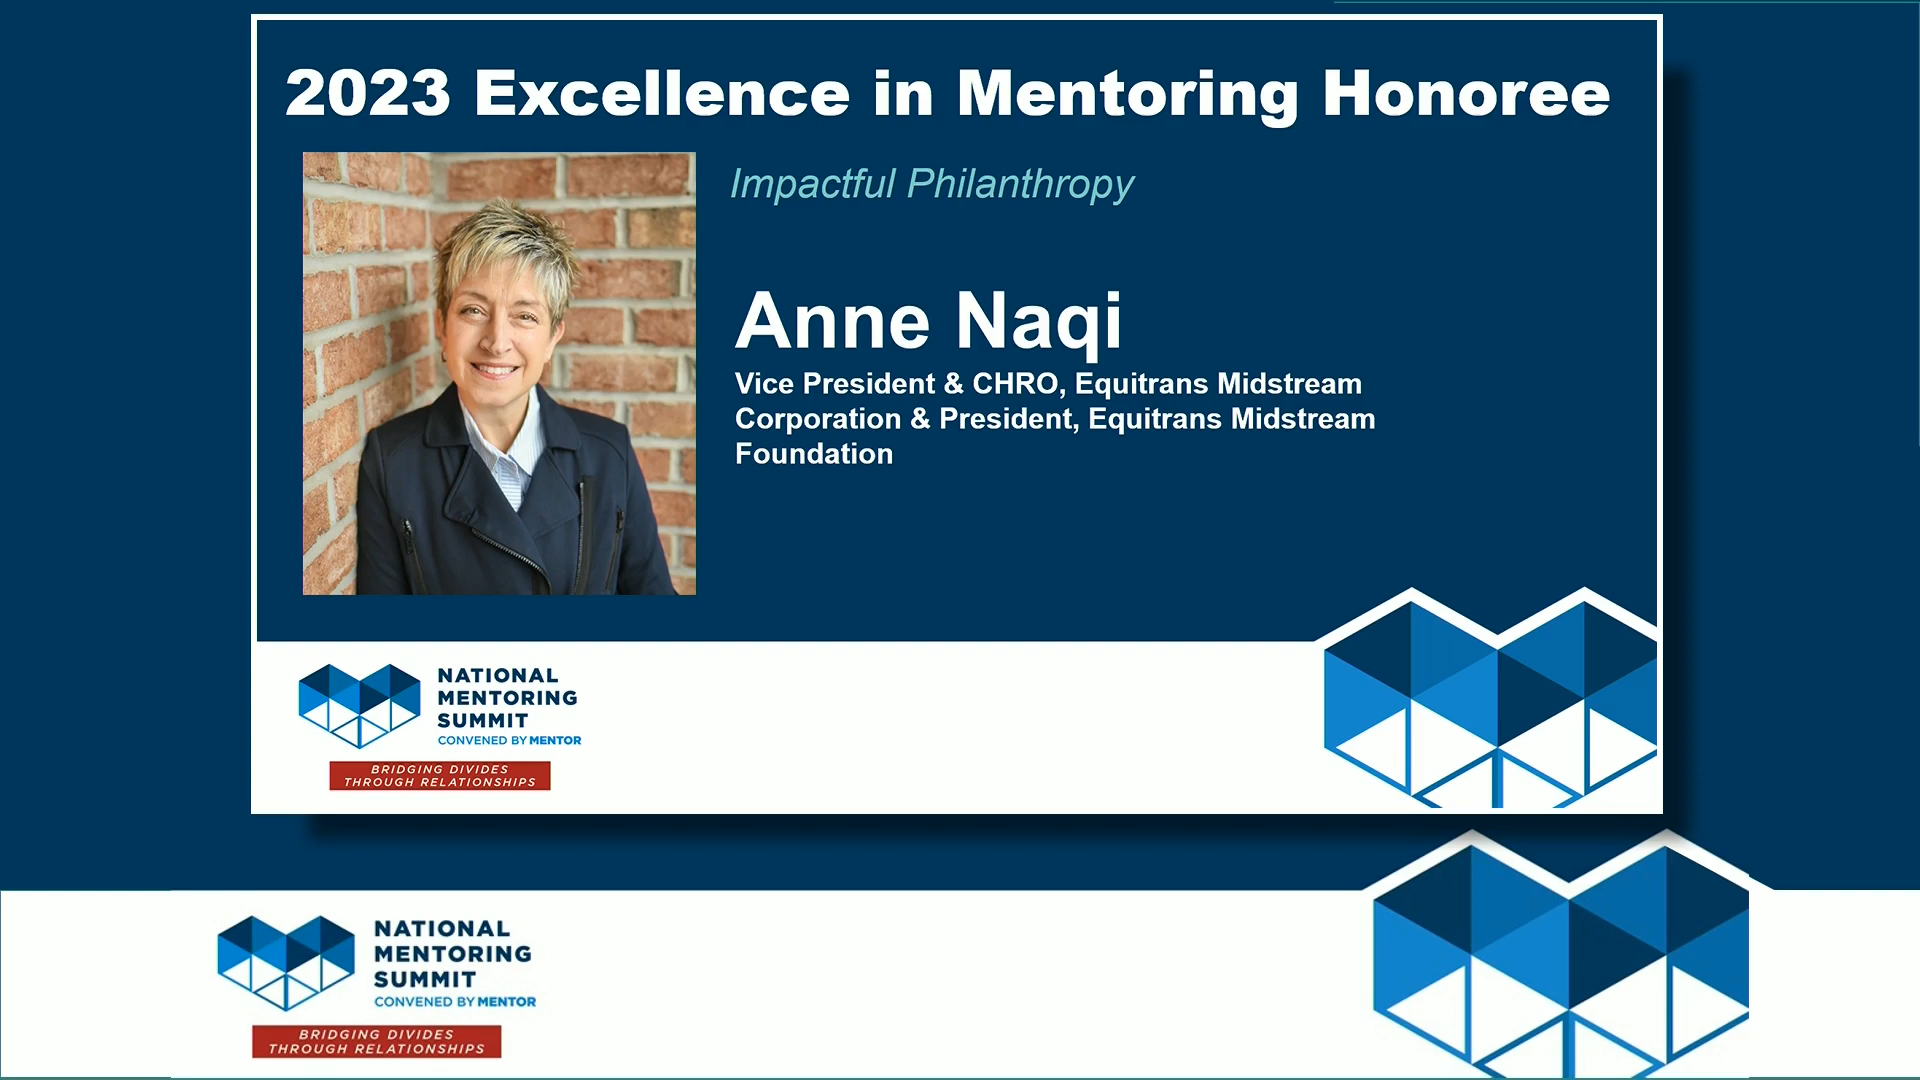 2023 Excellence in Mentoring Honoree
Impactful Philanthropy
Anne Naqi
Vice President & CHRO, Equitrans Midstream
Corporation & President, Equitrans Midstream
Foundation
NATIONAL
MENTORING
SUMMIT
CONVENED BY MENTOR
BRIDGING DIVIDES
THROUGH RELATIONSHIPS
NATIONAL
MENTORING
SUMMIT
CONVENED BY MENTOR
BRIDGING DIVIDES
THROUGH RELATIONSHIPS